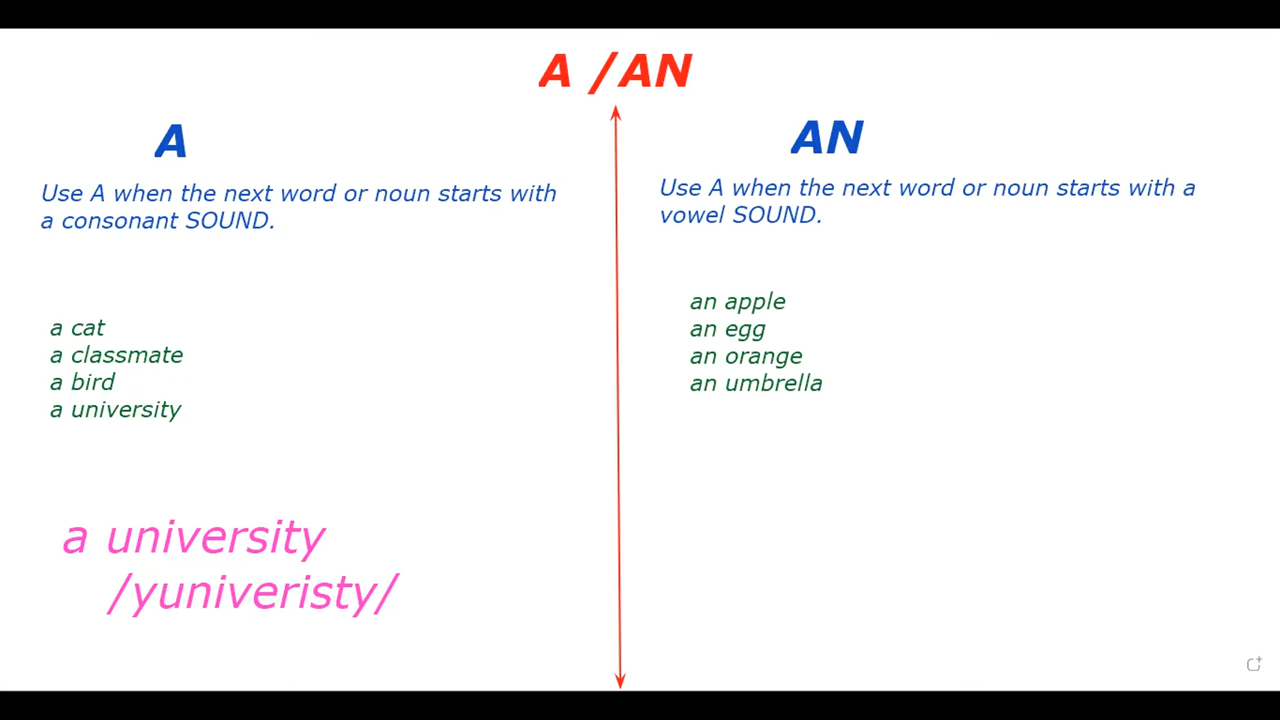 A /AN
A
Use A when the next word or noun starts with
a consonant SOUND.
a cat
a classmate
a bird
a university
a university
/yuniveristy/
AN
Use A when the next word or noun starts with a
vowel SOUND.
an apple
an egg
an orange
an umbrella